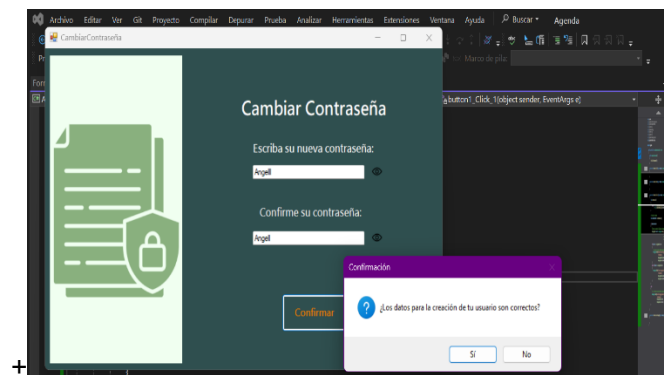 Archivo Editar Ver Git Proyecto Compilar Depurar Prueba Analizar Herramientas Extensiones Ventana Ayuda Buscar Agenda
CambiarContraseña
Marco de pila:
button1_Click_1(object sender, EventArgs e)
Cambiar Contraseña
Escriba su nueva contraseña:
Angell
Confirme su contraseña:
Angell
Confirmar
Confirmación
¿Los datos para la creación de tu usuario son correctos?
Sí No
+